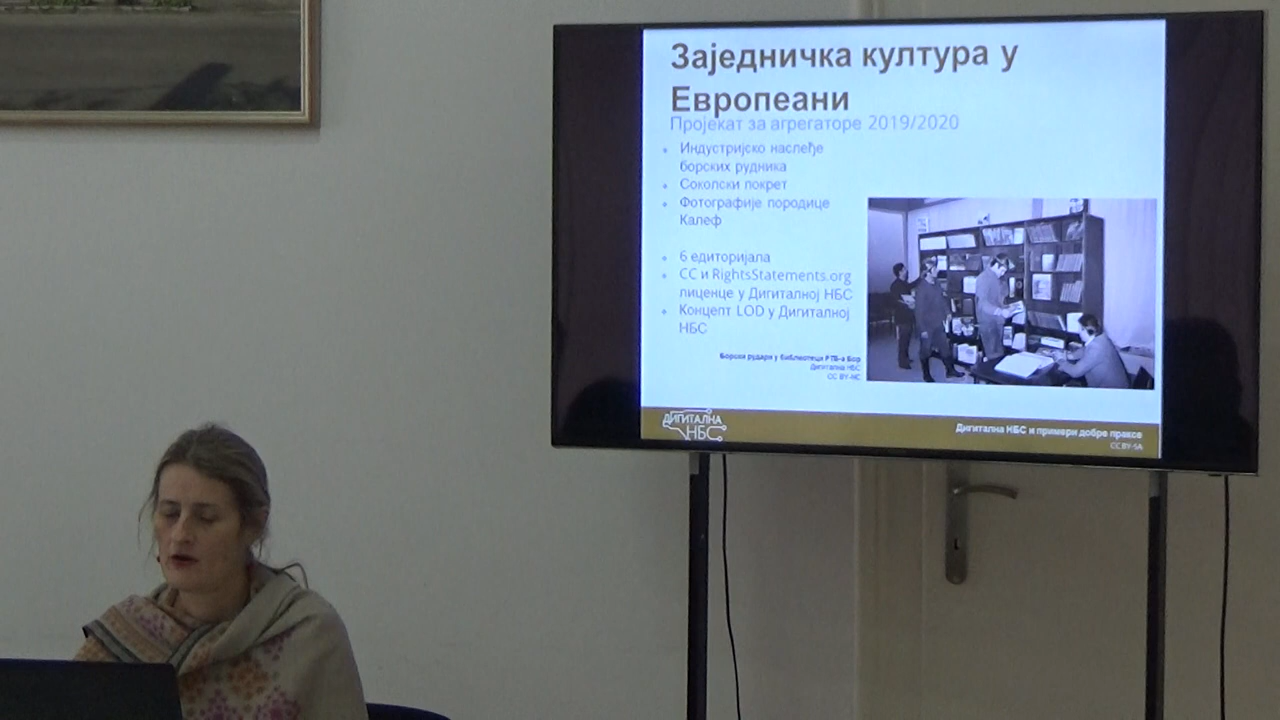 Заједничка култура у
Европеани
Пројекат за агрегаторе 2019/2020
Индустријско наслеђе
борских рудника
Соколски покрет
Фотографије породице
Калеф
6 едиторијала
CC и RightsStatements.org
лиценце у Дигиталној НБС
Концепт LOD у Дигиталној
НБС
Борски рудари у библиотеци РТБ-а Бор
Дигитална НБС
CC BY-NC
ДИГИТАЛНА
НБС
Дигитална НБС и примери добре праксе
CC BY-SA